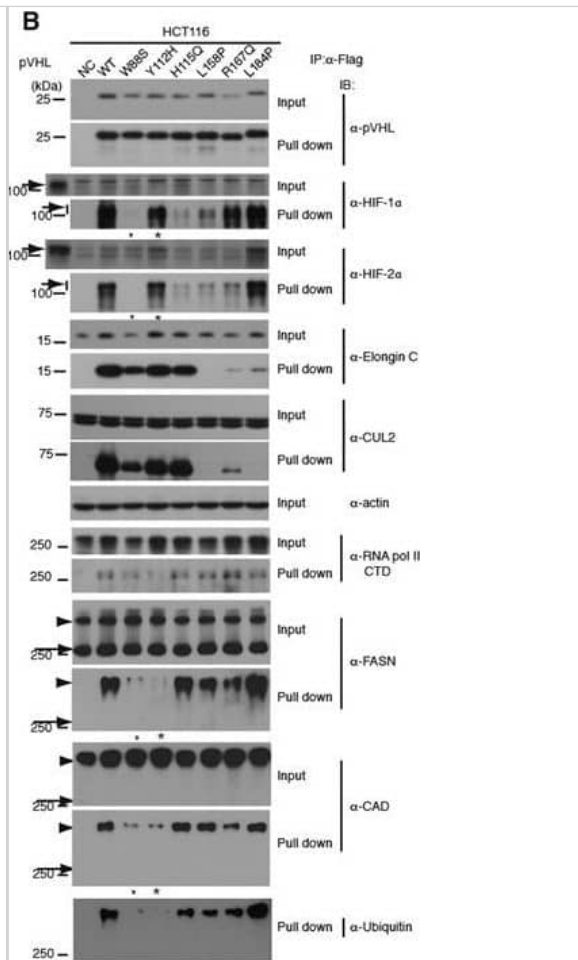 B
HCT116
pVHL NC WT W88S Y112H H115Q L158P R167Q L184P IP:α-Flag
(kDa) IB:
25 Input
α-pVHL
25 Pull down
100 Input
α-HIF-1α
100 Pull down
* *
100 Input
α-HIF-2α
100 Pull down
* *
15 Input
α-Elongin C
15 Pull down
75 Input
α-CUL2
75 Pull down
Input α-actin
250 Input
α-RNA pol II
CTD
250 Pull down
Input
250
α-FASN
Pull down
250
* *
Input
250
α-CAD
Pull down
250
* *
Pull down α-Ubiquitin
250